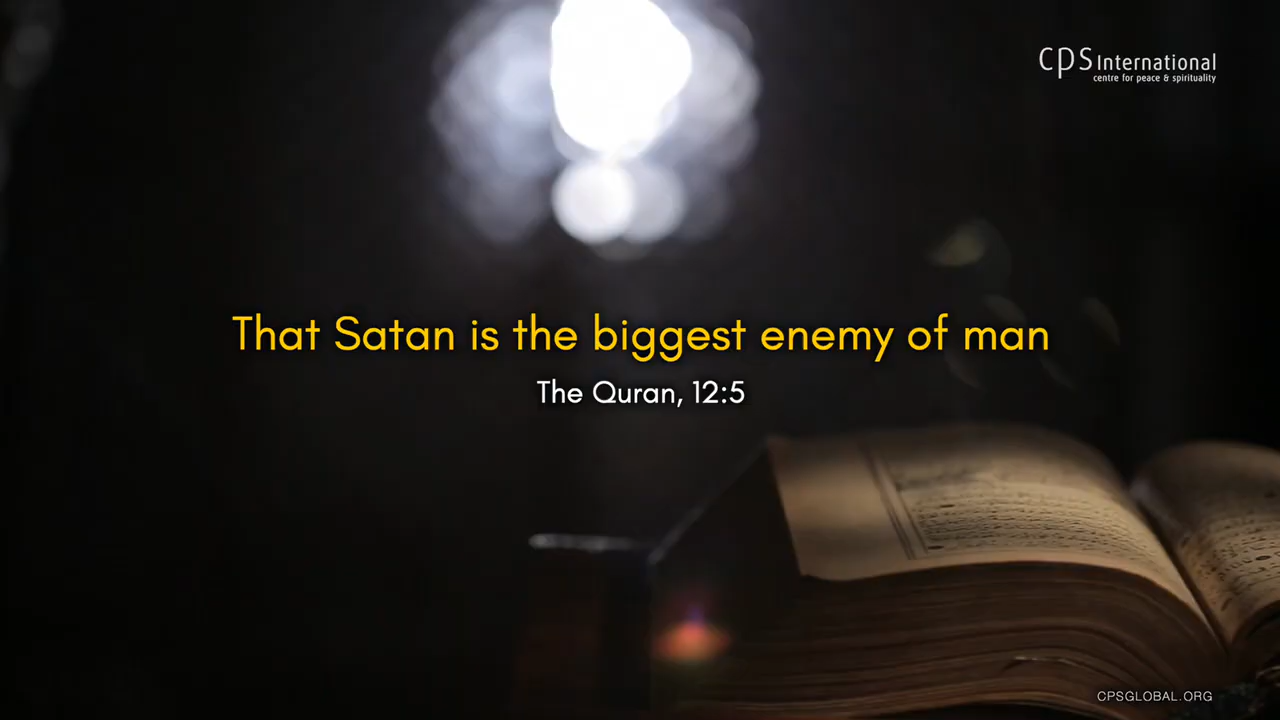 CPS International
centre for peace & spirituality
That Satan is the biggest enemy of man
The Quran, 12:5
CPSGLOBAL.ORG